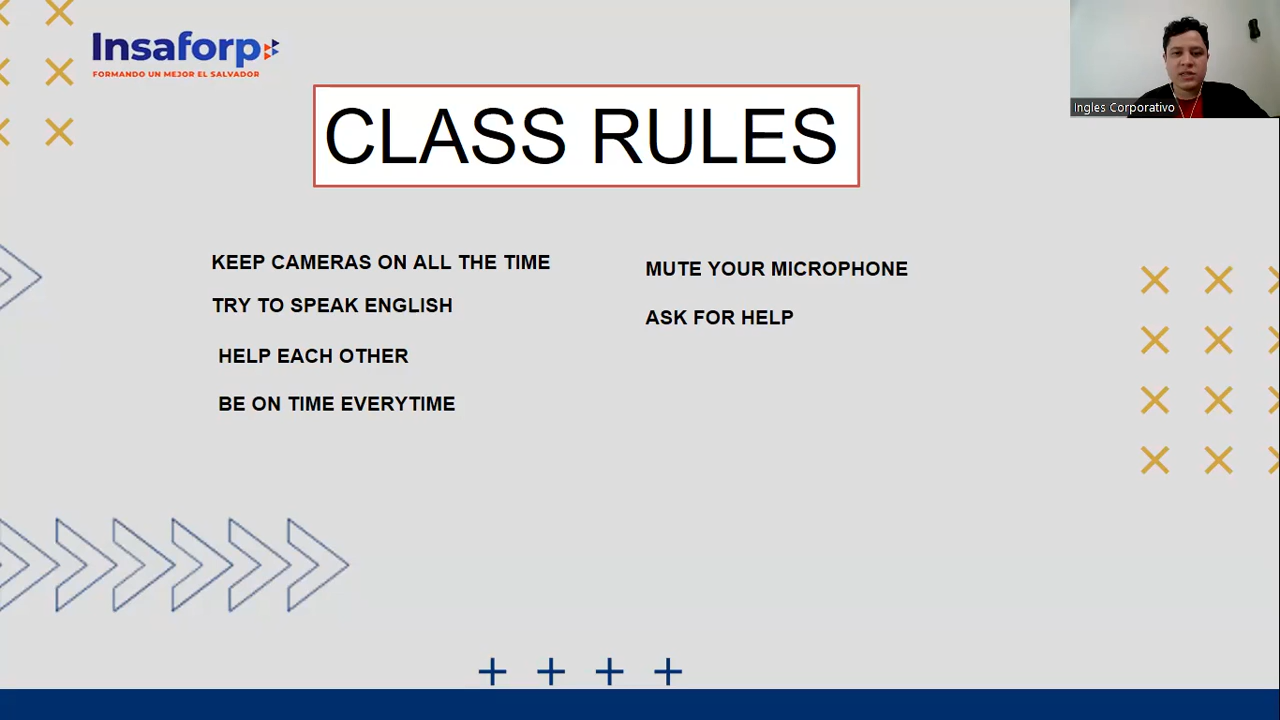 Insaforp
FORMANDO UN MEJOR EL SALVADOR
Ingles Corporativo
CLASS RULES
KEEP CAMERAS ON ALL THE TIME
TRY TO SPEAK ENGLISH
HELP EACH OTHER
BE ON TIME EVERYTIME
MUTE YOUR MICROPHONE
ASK FOR HELP